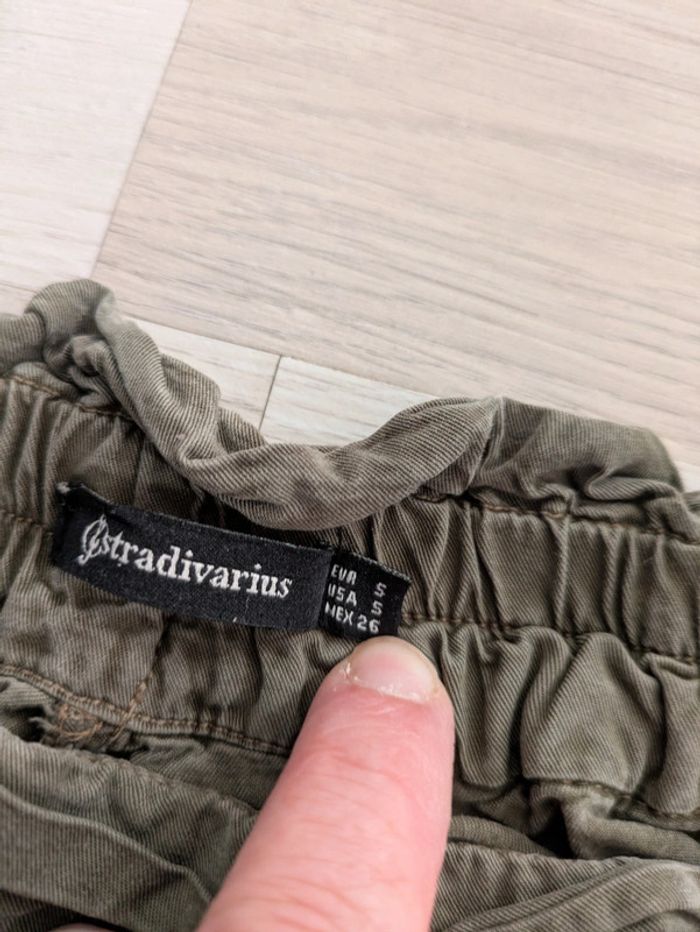 stradivarius
EUR S
USA S
MEX 26